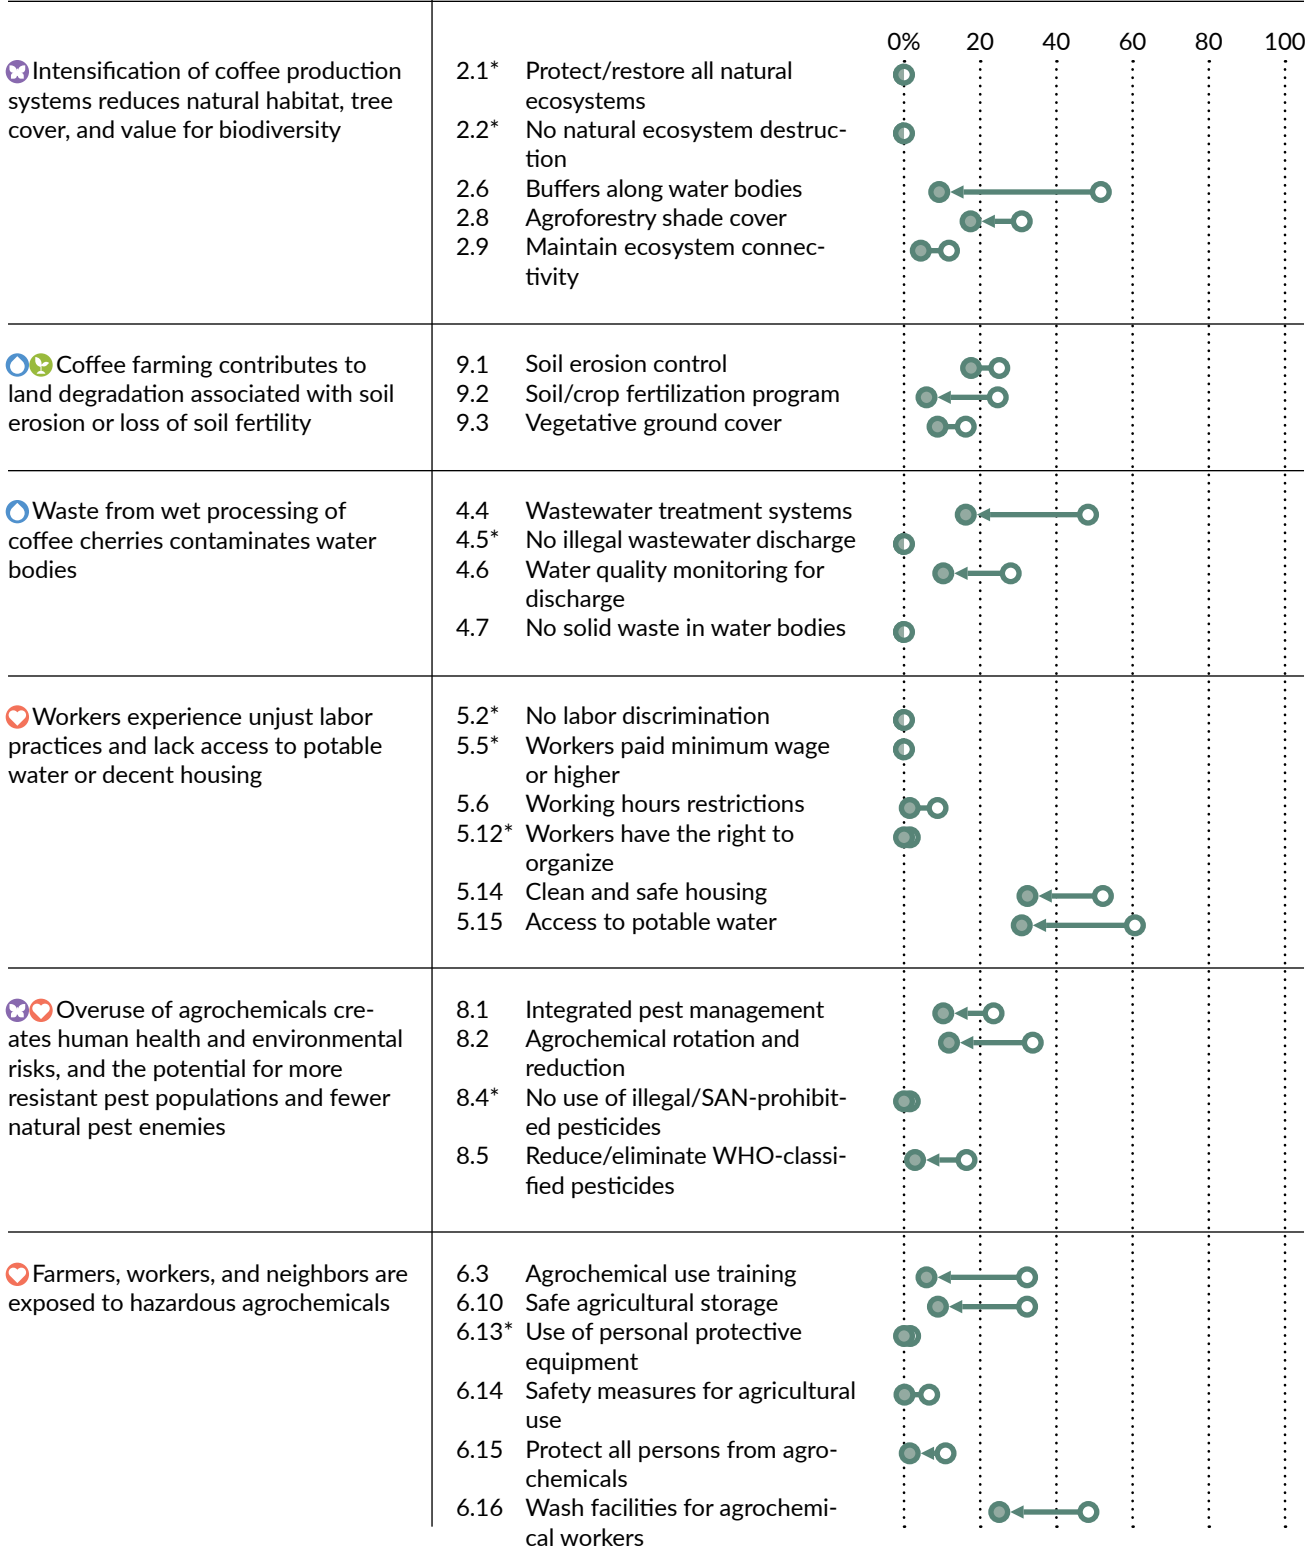 0% 20 40 60 80 100
Intensification of coffee production
systems reduces natural habitat, tree
cover, and value for biodiversity
2.1* Protect/restore all natural
ecosystems
2.2* No natural ecosystem destruc-
tion
2.6 Buffers along water bodies
2.8 Agroforestry shade cover
2.9 Maintain ecosystem connec-
tivity
Coffee farming contributes to
land degradation associated with soil
erosion or loss of soil fertility
9.1 Soil erosion control
9.2 Soil/crop fertilization program
9.3 Vegetative ground cover
Waste from wet processing of
coffee cherries contaminates water
bodies
4.4 Wastewater treatment systems
4.5* No illegal wastewater discharge
4.6 Water quality monitoring for
discharge
4.7 No solid waste in water bodies
Workers experience unjust labor
practices and lack access to potable
water or decent housing
5.2* No labor discrimination
5.5* Workers paid minimum wage
or higher
5.6 Working hours restrictions
5.12* Workers have the right to
organize
5.14 Clean and safe housing
5.15 Access to potable water
Overuse of agrochemicals cre-
ates human health and environmental
risks, and the potential for more
resistant pest populations and fewer
natural pest enemies
8.1 Integrated pest management
8.2 Agrochemical rotation and
reduction
8.4* No use of illegal/SAN-prohibit-
ed pesticides
8.5 Reduce/eliminate WHO-classi-
fied pesticides
Farmers, workers, and neighbors are
exposed to hazardous agrochemicals
6.3 Agrochemical use training
6.10 Safe agricultural storage
6.13* Use of personal protective
equipment
6.14 Safety measures for agricultural
use
6.15 Protect all persons from agro-
chemicals
6.16 Wash facilities for agrochemi-
cal workers